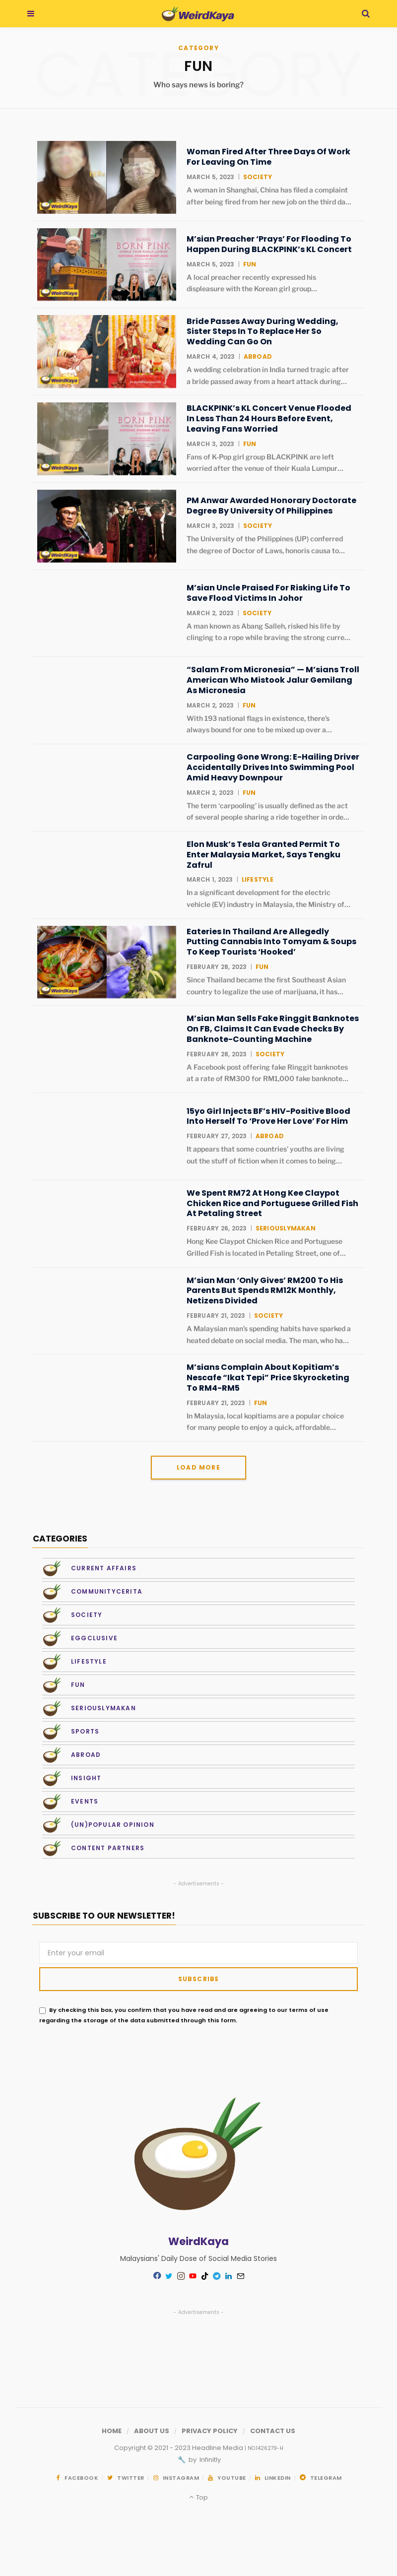 WeirdKaya
CATEGORY
CATEGORY
FUN
Who says news is boring?
Woman Fired After Three Days Of Work
For Leaving On Time
MARCH 5, 2023 | SOCIETY
A woman in Shanghai, China has filed a complaint
after being fired from her new job on the third da...
WeirdKaya
M'sian Preacher 'Prays' For Flooding To
Happen During BLACKPINK's KL Concert
MARCH 5, 2023 | FUN
A local preacher recently expressed his
displeasure with the Korean girl group...
BORN PINK
WeirdKaya
Bride Passes Away During Wedding,
Sister Steps In To Replace Her So
Wedding Can Go On
MARCH 4, 2023 | ABROAD
A wedding celebration in India turned tragic after
a bride passed away from a heart attack during...
WeirdKaya
BLACKPINK's KL Concert Venue Flooded
In Less Than 24 Hours Before Event,
Leaving Fans Worried
MARCH 3, 2023 | FUN
Fans of K-Pop girl group BLACKPINK are left
worried after the venue of their Kuala Lumpur...
BORN PINK
WeirdKaya
PM Anwar Awarded Honorary Doctorate
Degree By University Of Philippines
MARCH 3, 2023 | SOCIETY
The University of the Philippines (UP) conferred
the degree of Doctor of Laws, honoris causa to...
WeirdKaya
M'sian Uncle Praised For Risking Life To
Save Flood Victims In Johor
MARCH 2, 2023 | SOCIETY
A man known as Abang Salleh, risked his life by
clinging to a rope while braving the strong curre...
"Salam From Micronesia" — M'sians Troll
American Who Mistook Jalur Gemilang
As Micronesia
MARCH 2, 2023 | FUN
With 193 national flags in existence, there's
always bound for one to be mixed up over a...
Carpooling Gone Wrong: E-Hailing Driver
Accidentally Drives Into Swimming Pool
Amid Heavy Downpour
MARCH 2, 2023 | FUN
The term 'carpooling' is usually defined as the act
of several people sharing a ride together in orde...
Elon Musk's Tesla Granted Permit To
Enter Malaysia Market, Says Tengku
Zafrul
MARCH 1, 2023 | LIFESTYLE
In a significant development for the electric
vehicle (EV) industry in Malaysia, the Ministry of...
Eateries In Thailand Are Allegedly
Putting Cannabis Into Tomyam & Soups
To Keep Tourists 'Hooked'
FEBRUARY 28, 2023 | FUN
Since Thailand became the first Southeast Asian
country to legalize the use of marijuana, it has...
WeirdKaya
M'sian Man Sells Fake Ringgit Banknotes
On FB, Claims It Can Evade Checks By
Banknote-Counting Machine
FEBRUARY 28, 2023 | SOCIETY
A Facebook post offering fake Ringgit banknotes
at a rate of RM300 for RM1,000 fake banknote...
15yo Girl Injects BF's HIV-Positive Blood
Into Herself To 'Prove Her Love' For Him
FEBRUARY 27, 2023 | ABROAD
It appears that some countries' youths are living
out the stuff of fiction when it comes to being...
We Spent RM72 At Hong Kee Claypot
Chicken Rice and Portuguese Grilled Fish
At Petaling Street
FEBRUARY 26, 2023 | SERIOUSLYMAKAN
Hong Kee Claypot Chicken Rice and Portuguese
Grilled Fish is located in Petaling Street, one of...
M'sian Man 'Only Gives' RM200 To His
Parents But Spends RM12K Monthly,
Netizens Divided
FEBRUARY 21, 2023 | SOCIETY
A Malaysian man's spending habits have sparked a
heated debate on social media. The man, who ha...
M'sians Complain About Kopitiam's
Nescafe "Ikat Tepi" Price Skyrocketing
To RM4-RM5
FEBRUARY 21, 2023 | FUN
In Malaysia, local kopitiams are a popular choice
for many people to enjoy a quick, affordable...
LOAD MORE
CATEGORIES
CURRENT AFFAIRS
COMMUNITYCERITA
SOCIETY
EGGCLUSIVE
LIFESTYLE
FUN
SERIOUSLYMAKAN
SPORTS
ABROAD
INSIGHT
EVENTS
(UN)POPULAR OPINION
CONTENT PARTNERS
- Advertisements -
SUBSCRIBE TO OUR NEWSLETTER!
Enter your email
SUBSCRIBE
By checking this box, you confirm that you have read and are agreeing to our terms of use
regarding the storage of the data submitted through this form.
WeirdKaya
Malaysians' Daily Dose of Social Media Stories
- Advertisements -
HOME / ABOUT US / PRIVACY POLICY / CONTACT US
Copyright © 2021 - 2023 Headline Media | NO.1426279-H
by Infinitly
FACEBOOK TWITTER INSTAGRAM YOUTUBE LINKEDIN TELEGRAM
Top